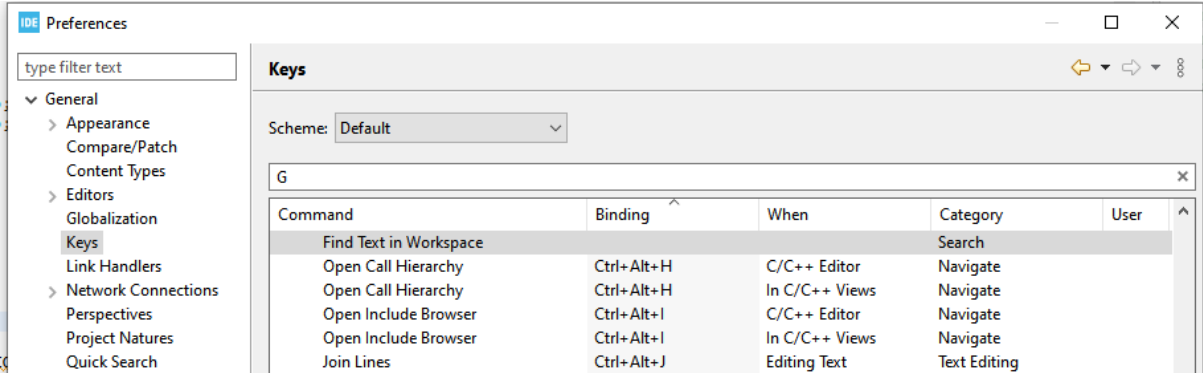 IDE Preferences
type filter text
General
Appearance
Compare/Patch
Content Types
Editors
Globalization
Keys
Link Handlers
Network Connections
Perspectives
Project Natures
Quick Search
Keys
Scheme: Default
G
Command Binding When Category User
Find Text in Workspace Search
Open Call Hierarchy Ctrl+Alt+H C/C++ Editor Navigate
Open Call Hierarchy Ctrl+Alt+H In C/C++ Views Navigate
Open Include Browser Ctrl+Alt+I C/C++ Editor Navigate
Open Include Browser Ctrl+Alt+I In C/C++ Views Navigate
Join Lines Ctrl+Alt+J Editing Text Text Editing